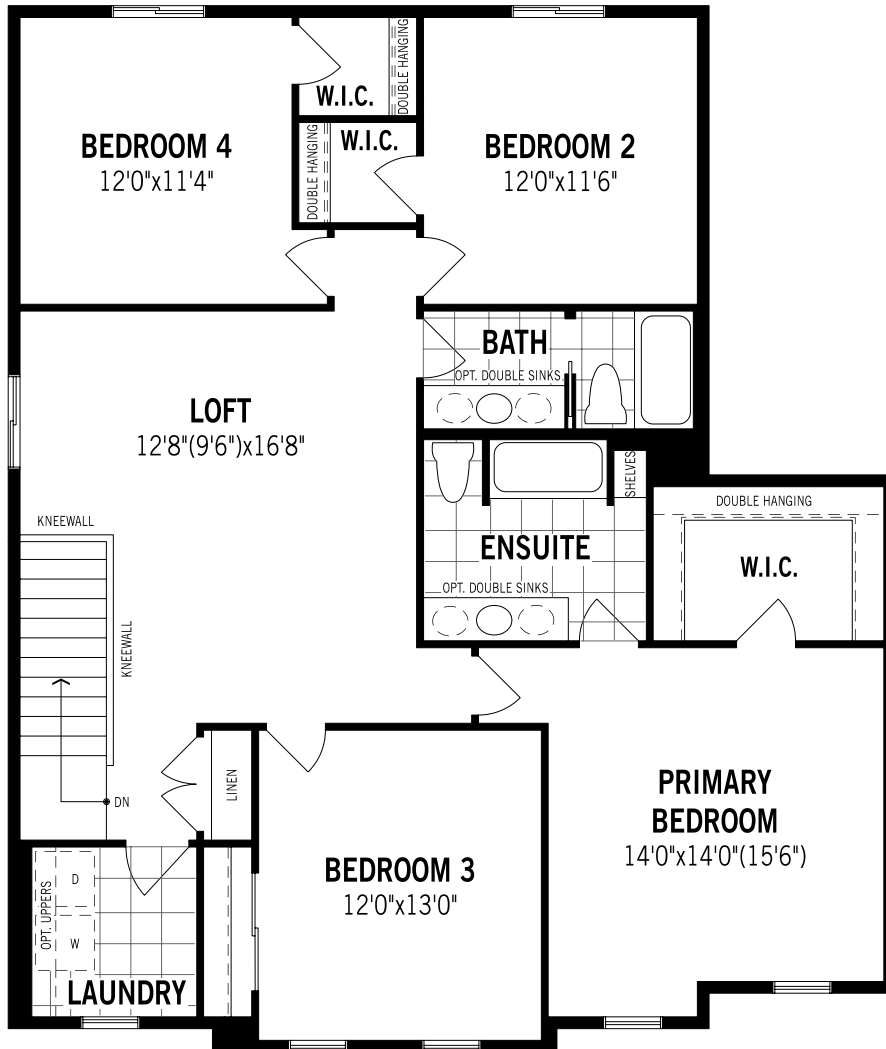 DOUBLE HANGING
W.I.C.
BEDROOM 4
12'0"x11'4"
DOUBLE HANGING
W.I.C.
BEDROOM 2
12'0"x11'6"
BATH
OPT. DOUBLE SINKS
LOFT
12'8"(9'6")x16'8"
SHELVES
DOUBLE HANGING
KNEEWALL
ENSUITE
W.I.C.
OPT. DOUBLE SINKS
KNEEWALL
LINEN
DN
PRIMARY
BEDROOM
14'0"x14'0"(15'6")
BEDROOM 3
12'0"x13'0"
OPT. UPPERS
D
W
LAUNDRY